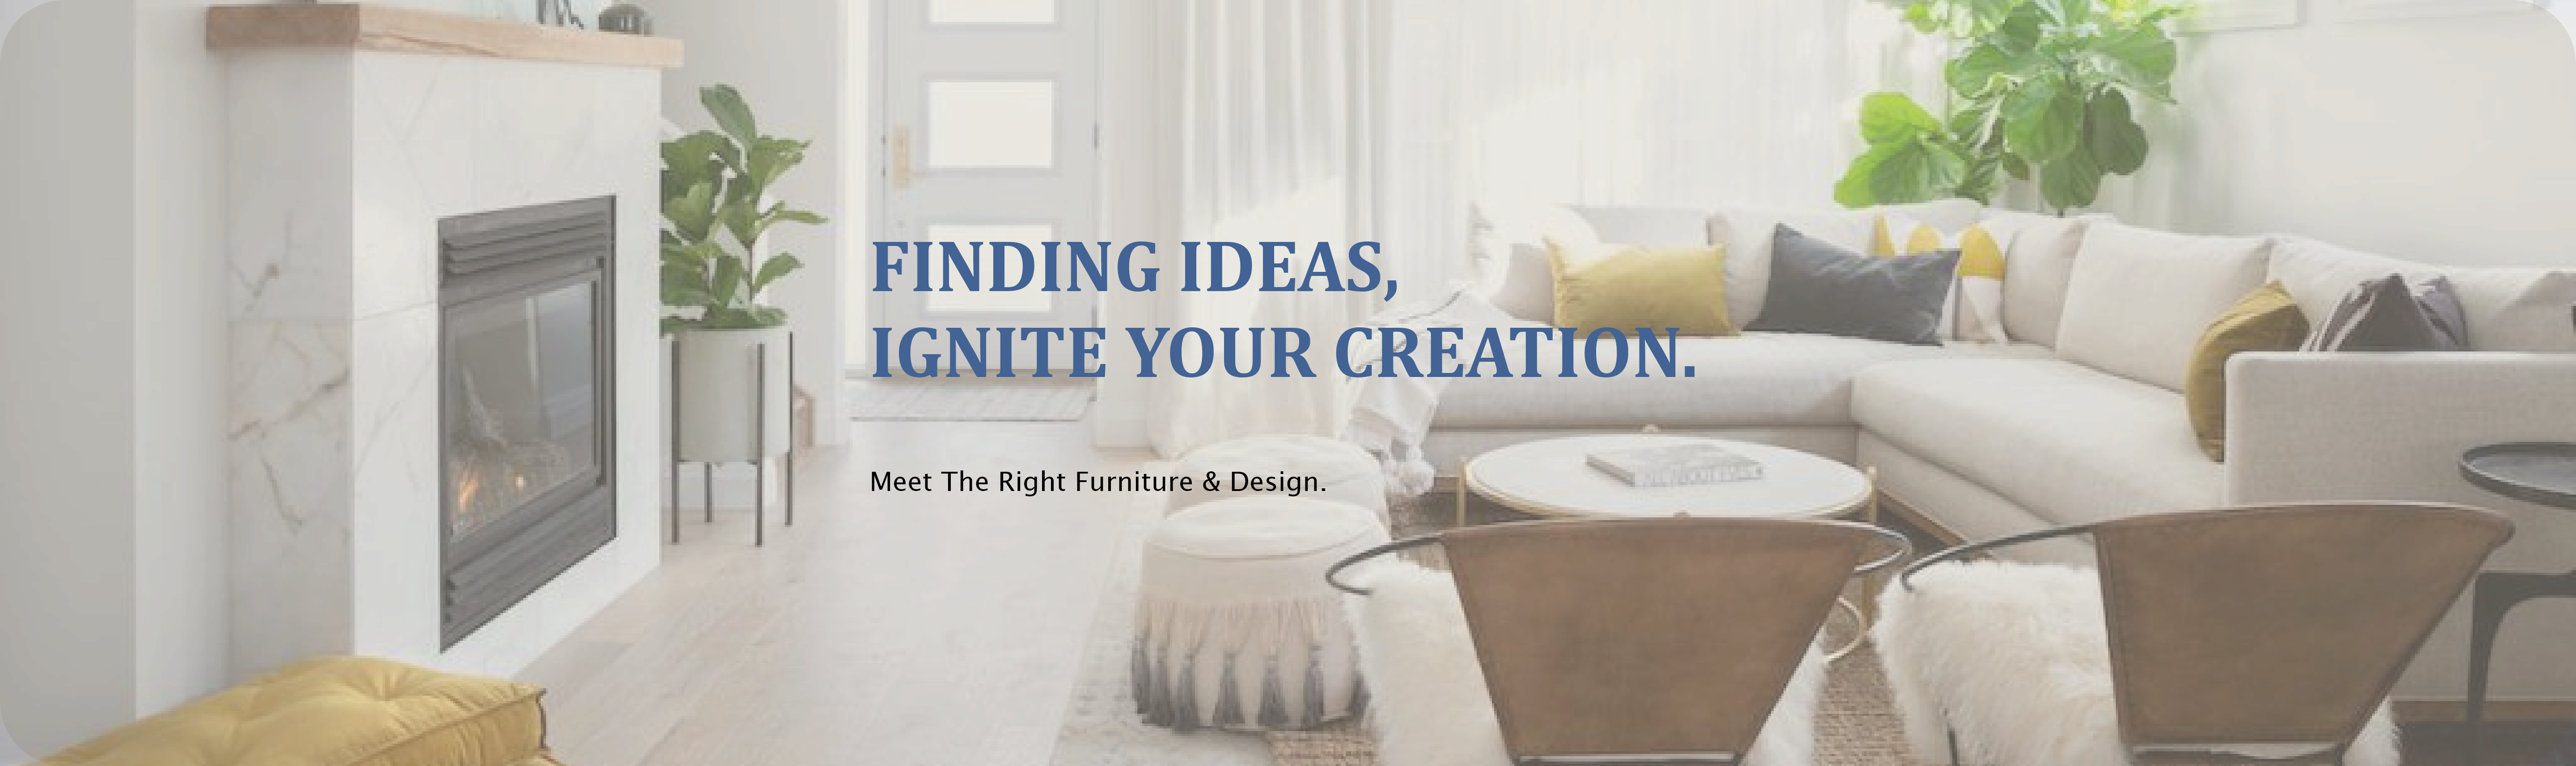 FINDING IDEAS,
IGNITE YOUR CREATION.
Meet The Right Furniture & Design.